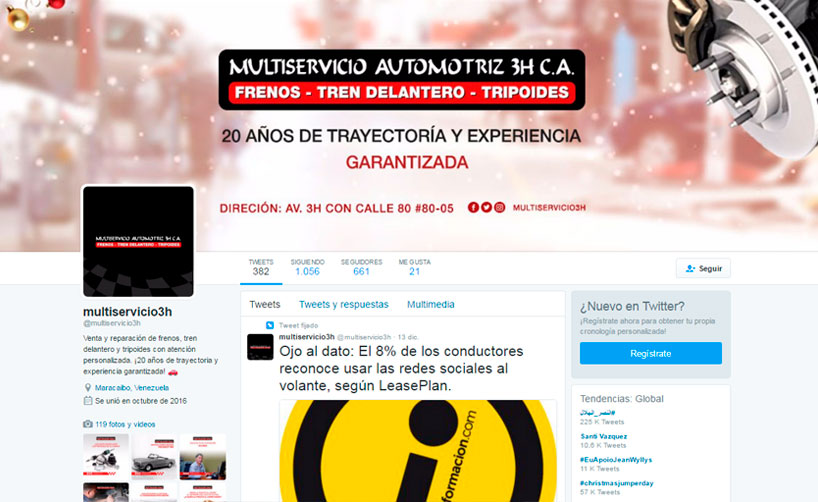 MULTISERVICIO AUTOMOTRIZ 3H C.A.
FRENOS - TREN DELANTERO - TRIPOIDES
20 AÑOS DE TRAYECTORÍA Y EXPERIENCIA
GARANTIZADA
DIRECIÓN: AV. 3H CON CALLE 80 #80-05 MULTISERVICIO3H
MULTISERVICIO AUTOMOTRIZ 3H C.A.
FRENOS - TREN DELANTERO - TRIPOIDES
TWEETS
382
SIGUIENDO
1.056
SEGUIDORES
661
ME GUSTA
21
Seguir
multiservicio3h
@multiservicio3h
Venta y reparación de frenos, tren
delantero y tripoides con atención
personalizada. ¡20 años de trayectoria y
experiencia garantizada!
Maracaibo, Venezuela
Se unió en octubre de 2016
119 fotos y vídeos
Tweets Tweets y respuestas Multimedia
Tweet fijado
multiservicio3h @multiservicio3h · 13 dic.
Ojo al dato: El 8% de los conductores
reconoce usar las redes sociales al
volante, según LeasePlan.
formacion.com
¿Nuevo en Twitter?
¡Regístrate ahora para obtener tu propia
cronología personalizada!
Regístrate
Tendencias: Global
#النصر_الهلال
225 K Tweets
Santi Vazquez
10,6 K Tweets
#EuApoioJeanWyllys
11 K Tweets
#christmasjumperday
57 K Tweets